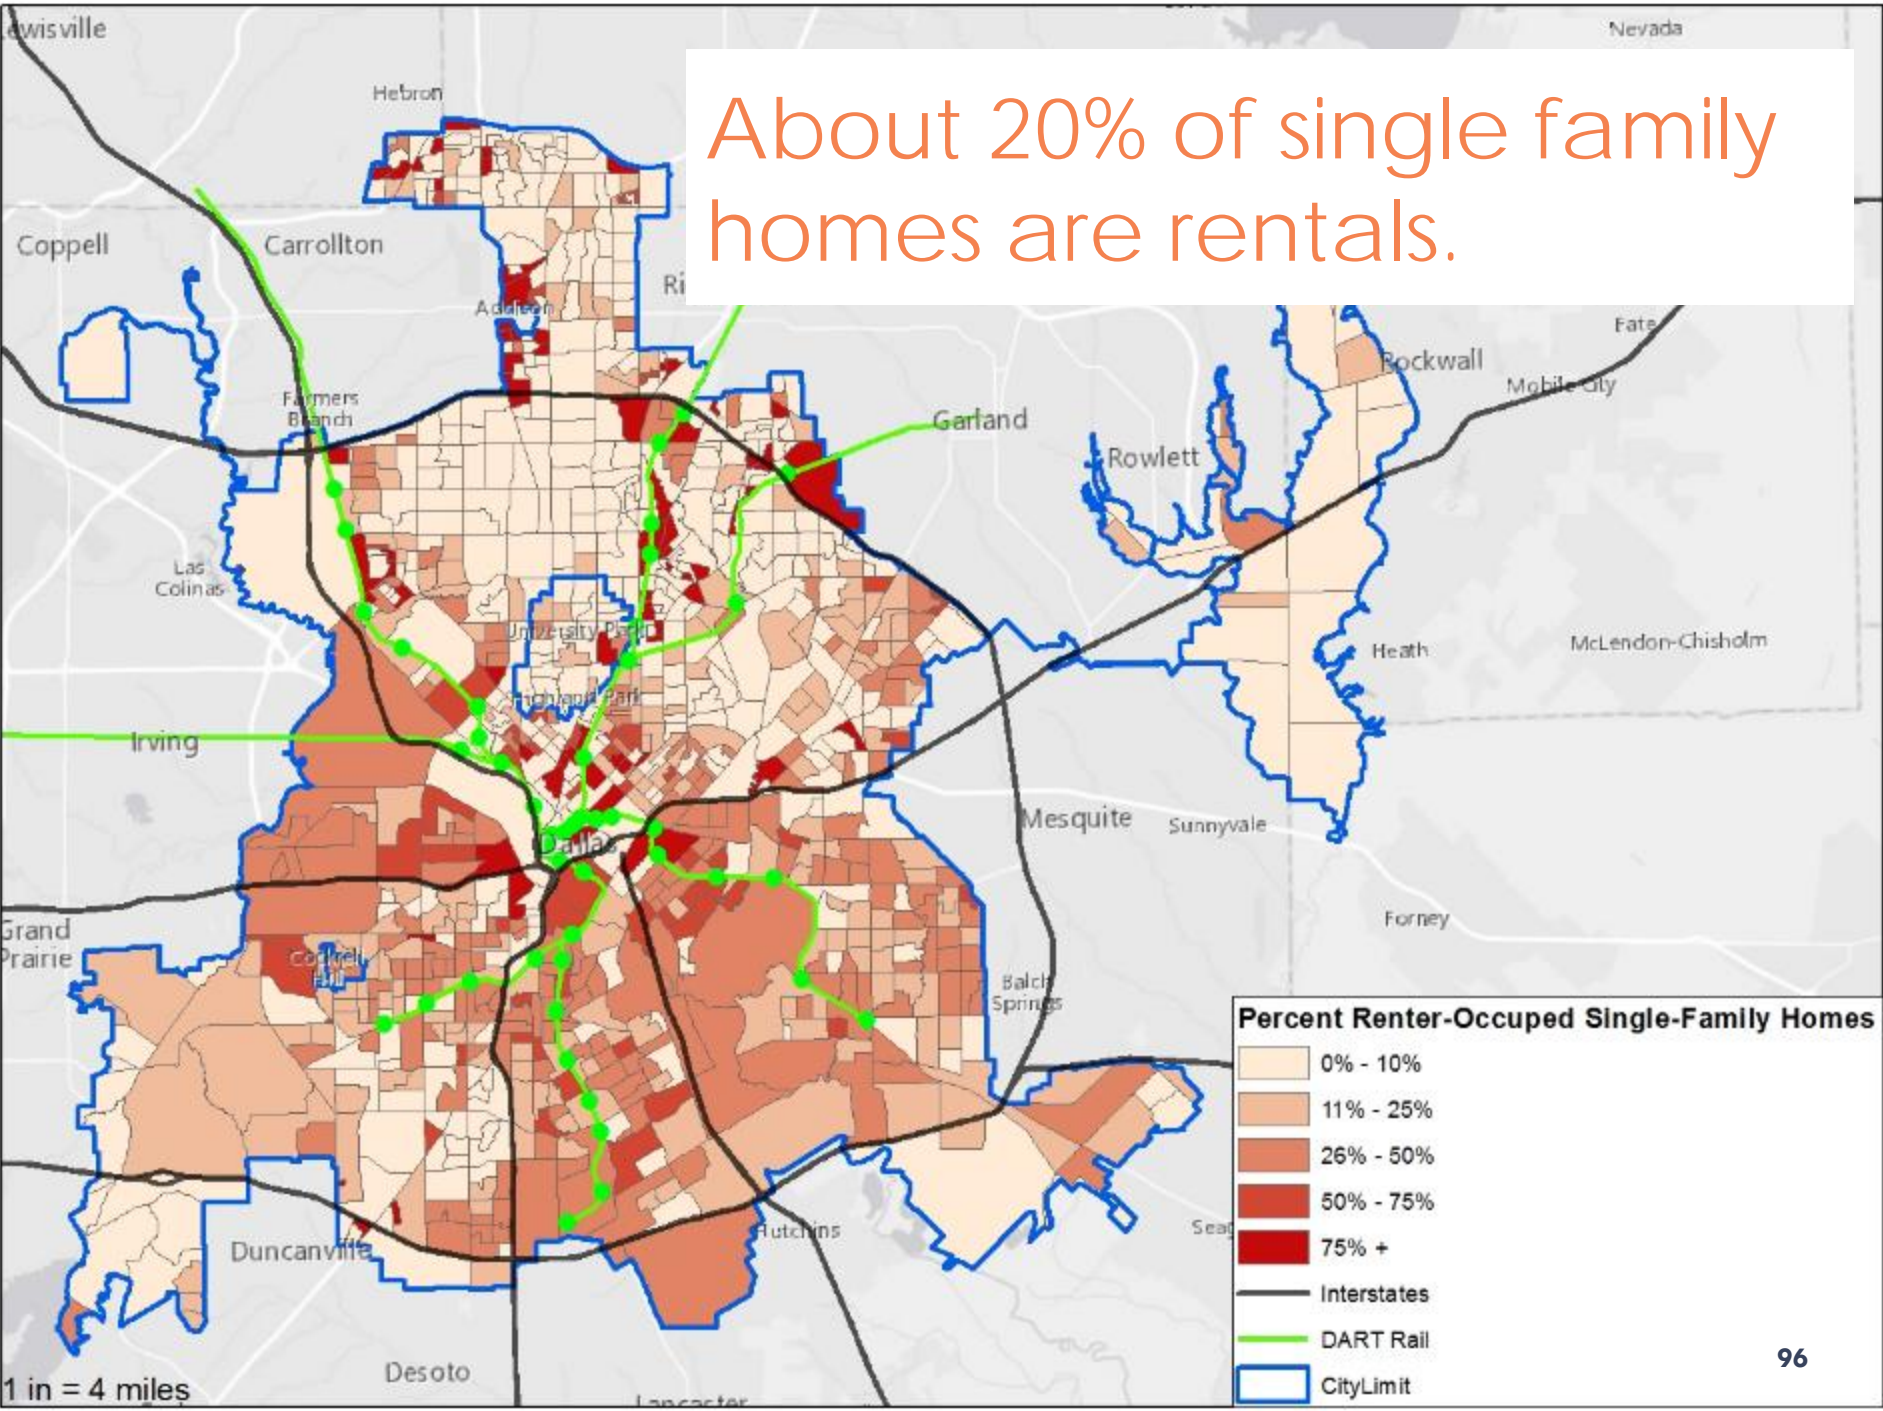 Nevada
Hebron
About 20% of single family
homes are rentals.
Coppell
Carrollton
Addison
Fate
Rockwall
Mobile City
Farmers
Branch
Garland
Rowlett
Las
Colinas
University Park
Heath
McLendon-Chisholm
Highland Park
Irving
Mesquite
Sunnyvale
Dallas
Grand
Prairie
Forney
Cockrell
Hill
Balch
Springs
Percent Renter-Occuped Single-Family Homes
0% - 10%
11% - 25%
26% - 50%
50% - 75%
75% +
Interstates
DART Rail
CityLimit
Hutchins
Duncanville
Desoto
Lancaster
1 in = 4 miles
96